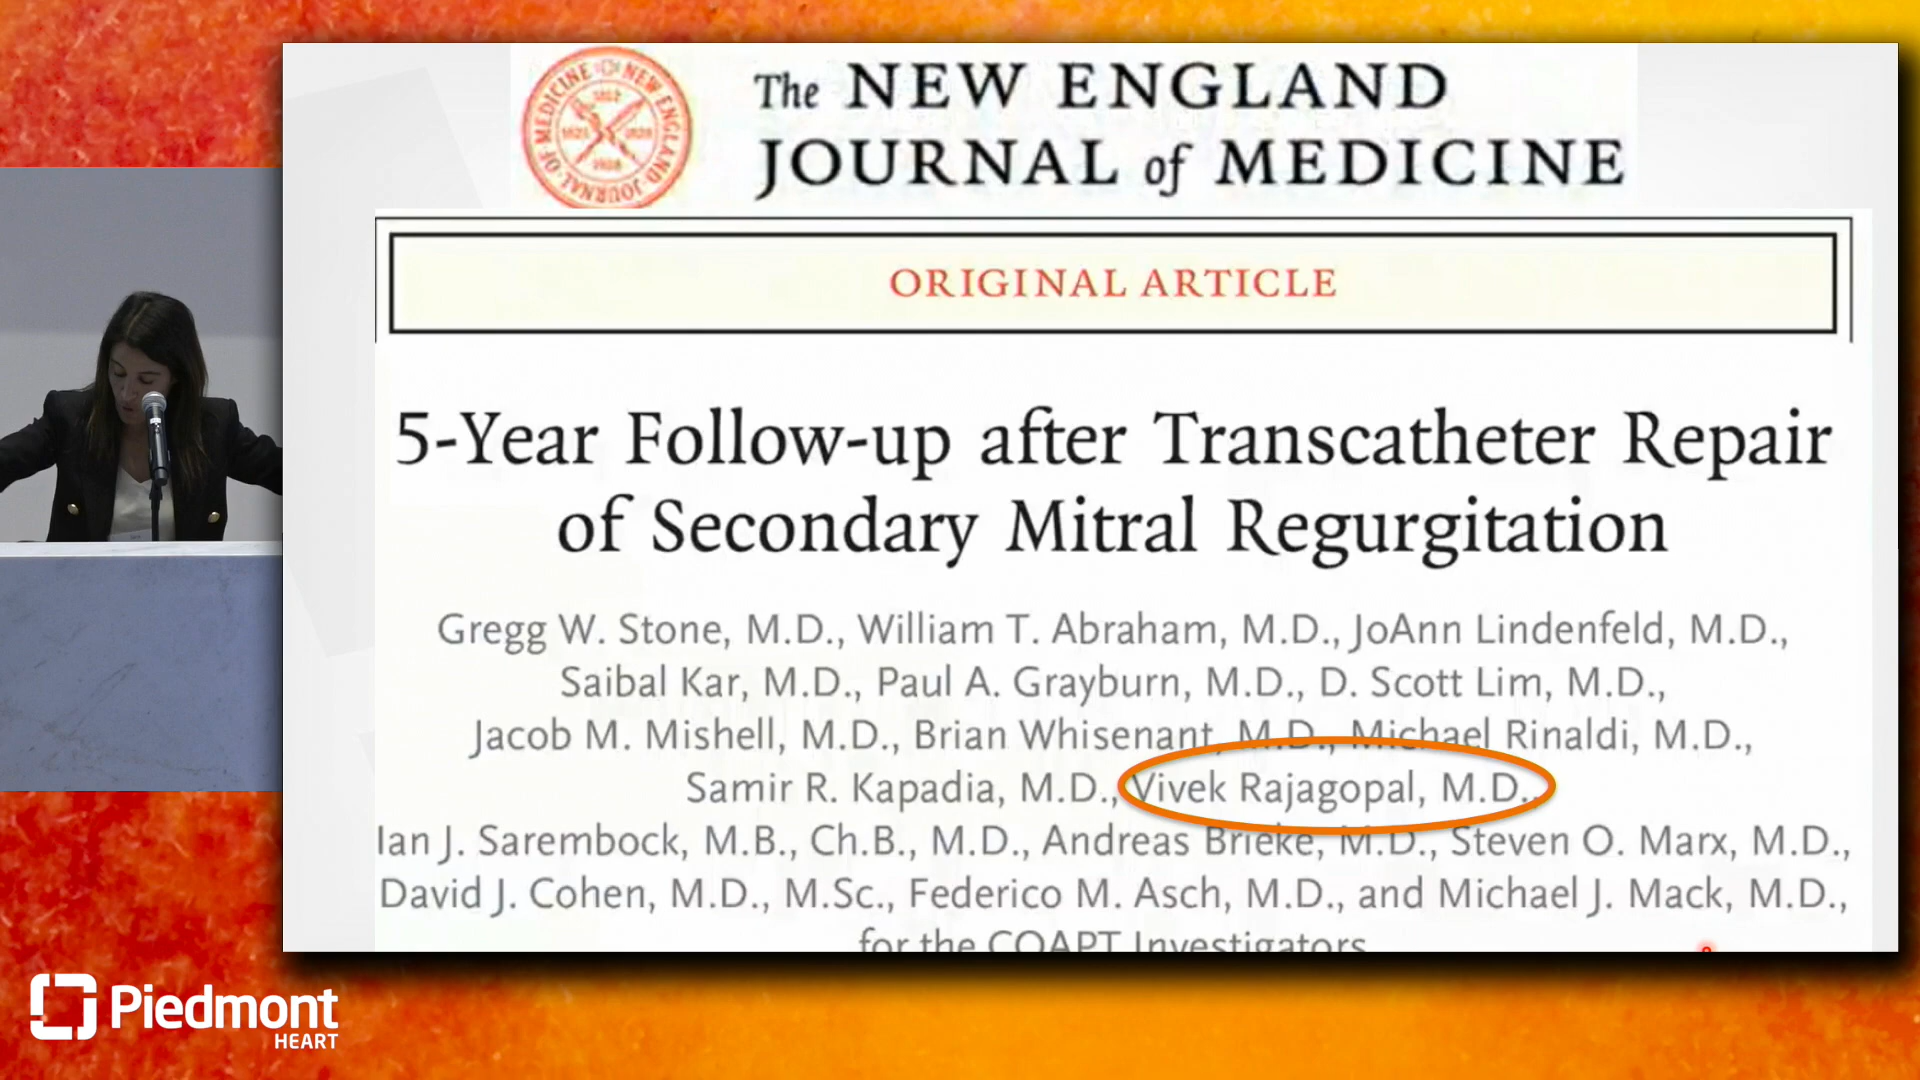 The NEW ENGLAND
JOURNAL of MEDICINE
ORIGINAL ARTICLE
5-Year Follow-up after Transcatheter Repair
of Secondary Mitral Regurgitation
Gregg W. Stone, M.D., William T. Abraham, M.D., JoAnn Lindenfeld, M.D.,
Saibal Kar, M.D., Paul A. Grayburn, M.D., D. Scott Lim, M.D.,
Jacob M. Mishell, M.D., Brian Whisenant, M.D., Michael Rinaldi, M.D.,
Samir R. Kapadia, M.D., Vivek Rajagopal, M.D.,
Ian J. Sarembock, M.B., Ch.B., M.D., Andreas Brieke, M.D., Steven O. Marx, M.D.,
David J. Cohen, M.D., M.Sc., Federico M. Asch, M.D., and Michael J. Mack, M.D.,
for the COAPT Investigators
Piedmont
HEART